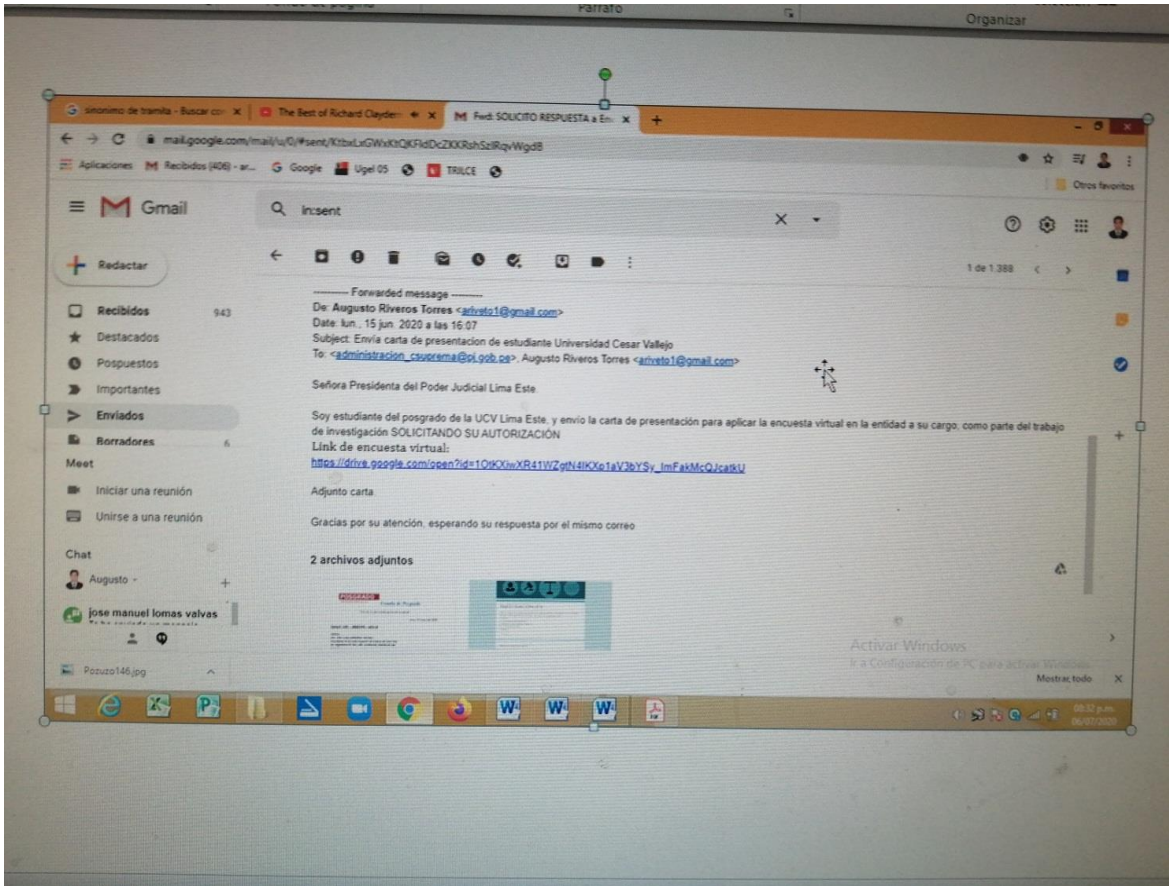 Párrafo
Organizar
sinonimo de tramita - Buscar con
The Best of Richard Clayder
Fwd: SOLICITO RESPUESTA a En
mail.google.com/mail/u/0/#sent/
Aplicaciones
Recibidos (406) - ar...
Google
Ugel 05
TRILCE
Otros favoritos
Gmail
in:sent
Redactar
1 de 1.388
Recibidos 943
Destacados
Pospuestos
Importantes
Enviados
Borradores 6
Meet
Iniciar una reunión
Unirse a una reunión
Chat
Augusto
jose manuel lomas valvas
---------- Forwarded message ---------
De: Augusto Riveros Torres <ariveto1@gmail.com>
Date: lun., 15 jun. 2020 a las 16:07
Subject: Envía carta de presentacion de estudiante Universidad Cesar Vallejo
To: <administracion_csuprema@pj.gob.pe>, Augusto Riveros Torres <ariveto1@gmail.com>
Señora Presidenta del Poder Judicial Lima Este.
Soy estudiante del posgrado de la UCV Lima Este, y envío la carta de presentación para aplicar la encuesta virtual en la entidad a su cargo, como parte del trabajo
de investigación SOLICITANDO SU AUTORIZACIÓN
Link de encuesta virtual:
Adjunto carta.
Gracias por su atención, esperando su respuesta por el mismo correo
2 archivos adjuntos
POSGRADO
Activar Windows
Ir a Configuración de PC para activar Windows.
Pozuzo146.jpg
Mostrar todo
08:32 p.m.
06/07/2020